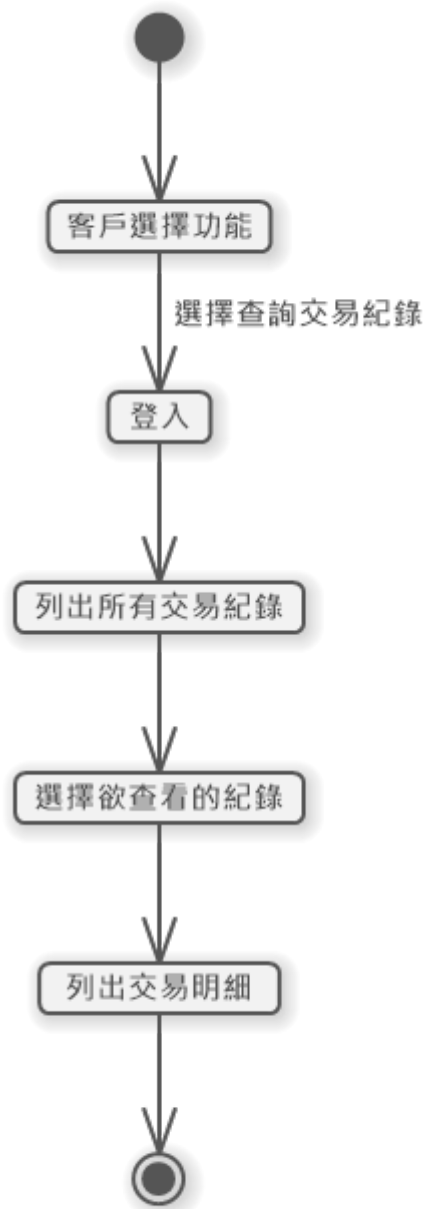 客戶選擇功能
選擇查詢交易紀錄
登入
列出所有交易紀錄
選擇欲查看的紀錄
列出交易明細